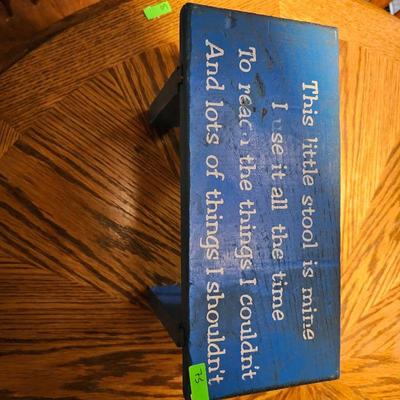 This little stool is mine
I use it all the time
To reach the things I couldn't
And lots of things I shouldn't
75